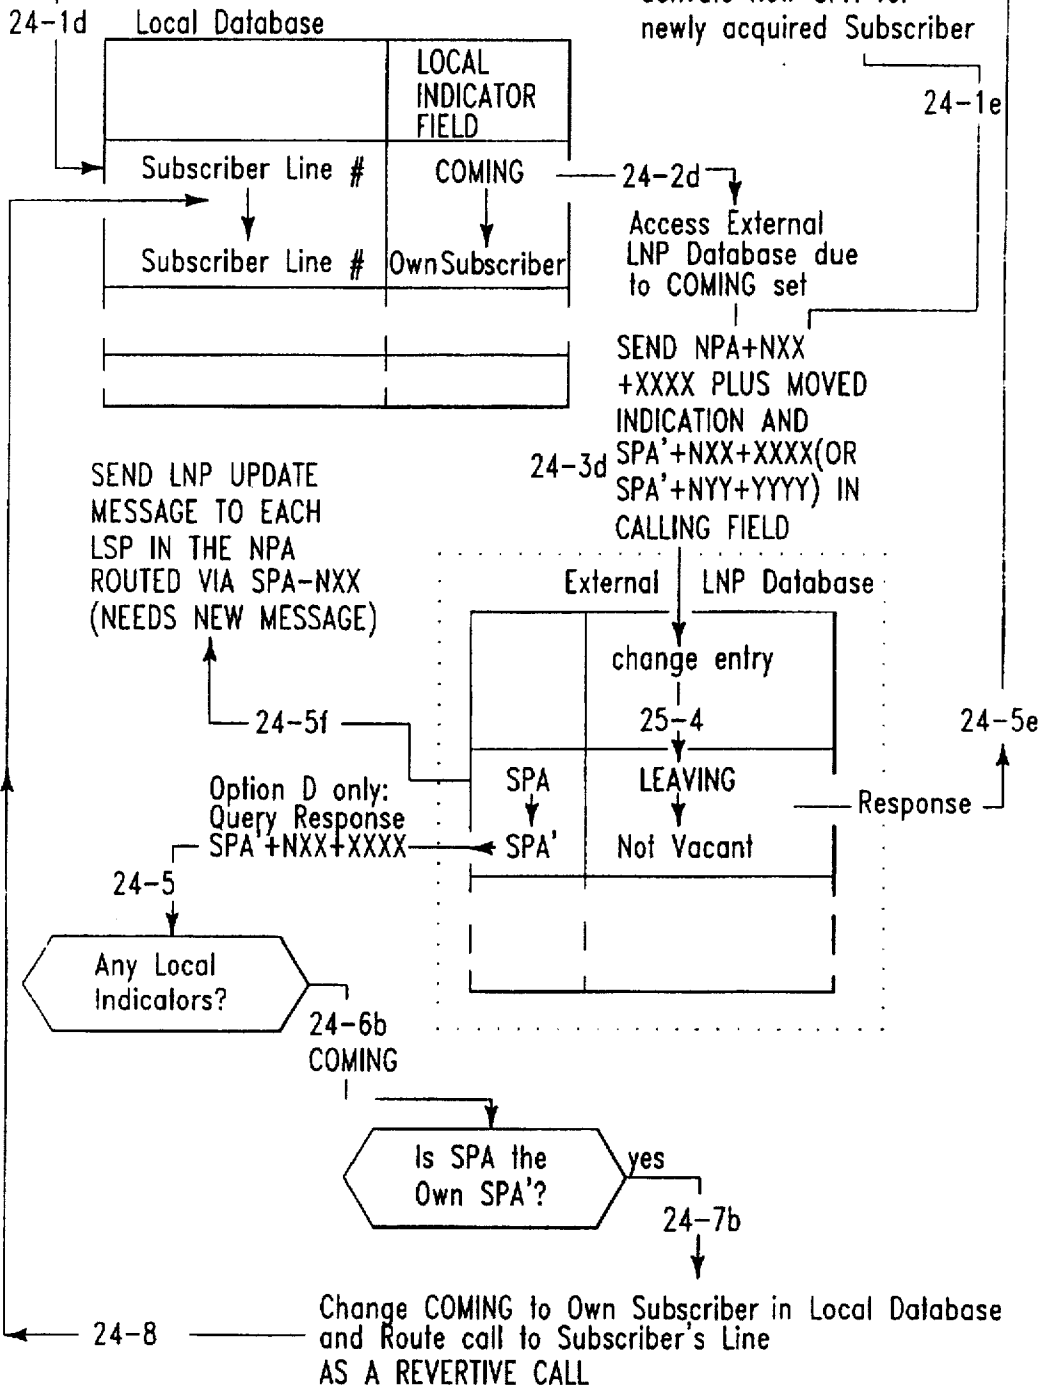 newly acquired Subscriber
24-1d
Local Database
24-1e
LOCAL
INDICATOR
FIELD
Subscriber Line #
COMING
24-2d
Subscriber Line #
Own Subscriber
Access External
LNP Database due
to COMING set
SEND NPA+NXX
+XXXX PLUS MOVED
INDICATION AND
24-3d
SPA'+NXX+XXXX(OR
SPA'+NYY+YYYY) IN
CALLING FIELD
SEND LNP UPDATE
MESSAGE TO EACH
LSP IN THE NPA
ROUTED VIA SPA-NXX
(NEEDS NEW MESSAGE)
External LNP Database
change entry
25-4
24-5f
24-5e
SPA
LEAVING
Response
SPA'
Not Vacant
Option D only:
Query Response
SPA'+NXX+XXXX
24-5
Any Local
Indicators?
24-6b
COMING
Is SPA the
Own SPA'?
yes
24-7b
Change COMING to Own Subscriber in Local Database
and Route call to Subscriber's Line
AS A REVERTIVE CALL
24-8